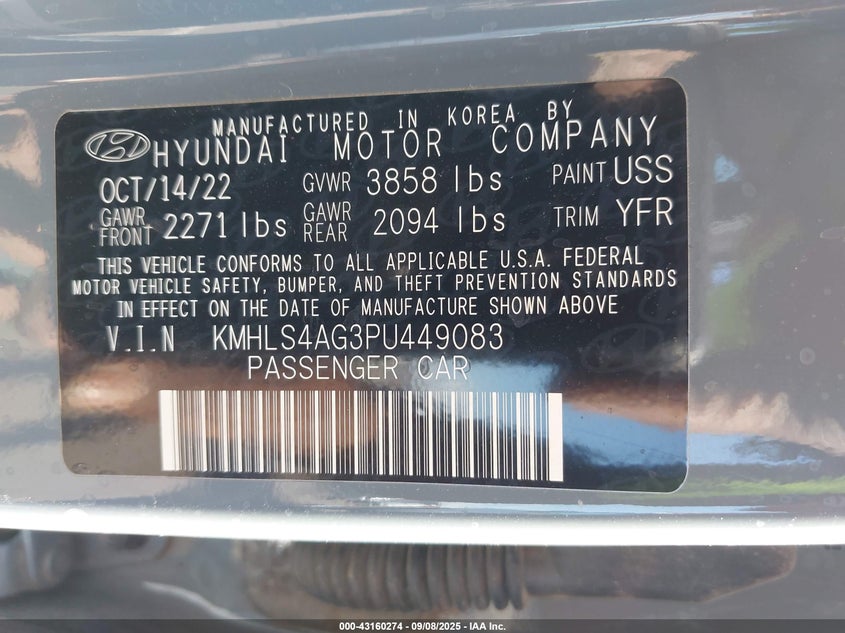 MANUFACTURED IN KOREA BY
HYUNDAI MOTOR COMPANY
OCT/14/22 GVWR 3858 lbs PAINT USS
GAWR FRONT 2271 lbs GAWR REAR 2094 lbs TRIM YFR
THIS VEHICLE CONFORMS TO ALL APPLICABLE U.S.A. FEDERAL
MOTOR VEHICLE SAFETY, BUMPER, AND THEFT PREVENTION STANDARDS
IN EFFECT ON THE DATE OF MANUFACTURE SHOWN ABOVE
V.I.N KMHLS4AG3PU449083
PASSENGER CAR
000-43160274 - 09/08/2025 - IAA Inc.